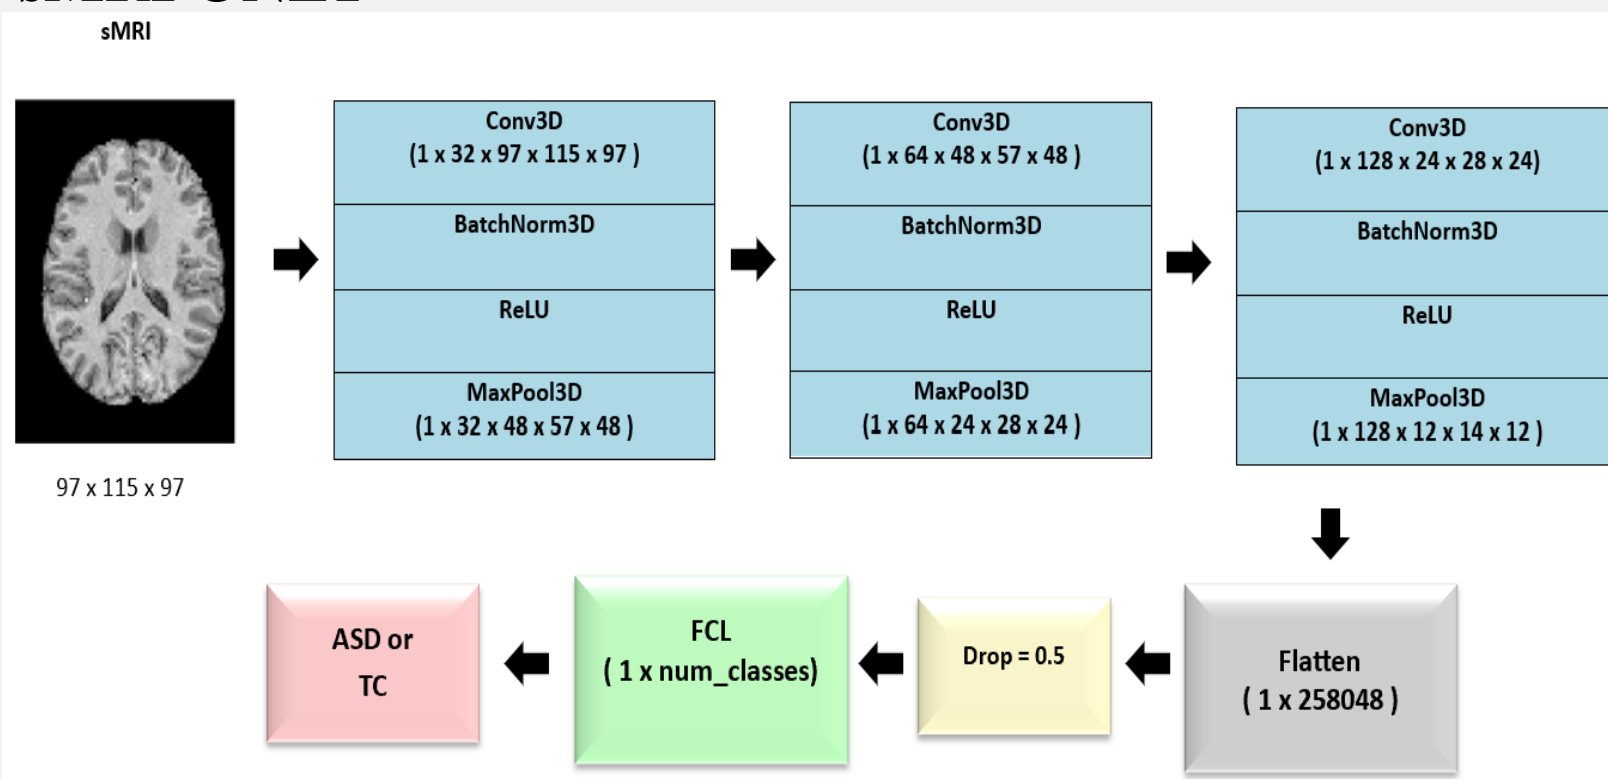 sMRI
97 x 115 x 97
Conv3D
(1 x 32 x 97 x 115 x 97 )
BatchNorm3D
ReLU
MaxPool3D
(1 x 32 x 48 x 57 x 48 )
Conv3D
(1 x 64 x 48 x 57 x 48 )
BatchNorm3D
ReLU
MaxPool3D
(1 x 64 x 24 x 28 x 24 )
Conv3D
(1 x 128 x 24 x 28 x 24)
BatchNorm3D
ReLU
MaxPool3D
(1 x 128 x 12 x 14 x 12 )
Flatten
( 1 x 258048 )
Drop = 0.5
FCL
( 1 x num_classes)
ASD or
TC